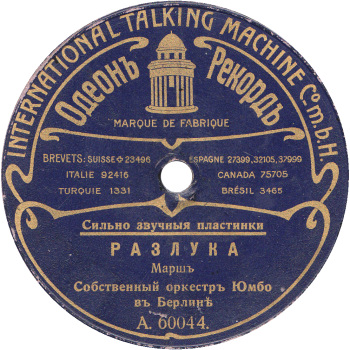 INTERNATIONAL TALKING MACHINE Co.m.b.H.
Одеонъ Рекордъ
MARQUE DE FABRIQUE
BREVETS: SUISSE 23496 ESPAGNE 27399, 32105, 37999
ITALIE 92416 CANADA 75705
TURQUIE 1331 BRÉSIL 3465
Сильно звучныя пластинки
РАЗЛУКА
Маршъ
Собственный оркестръ Юмбо
въ Берлинѣ
A. 60044.